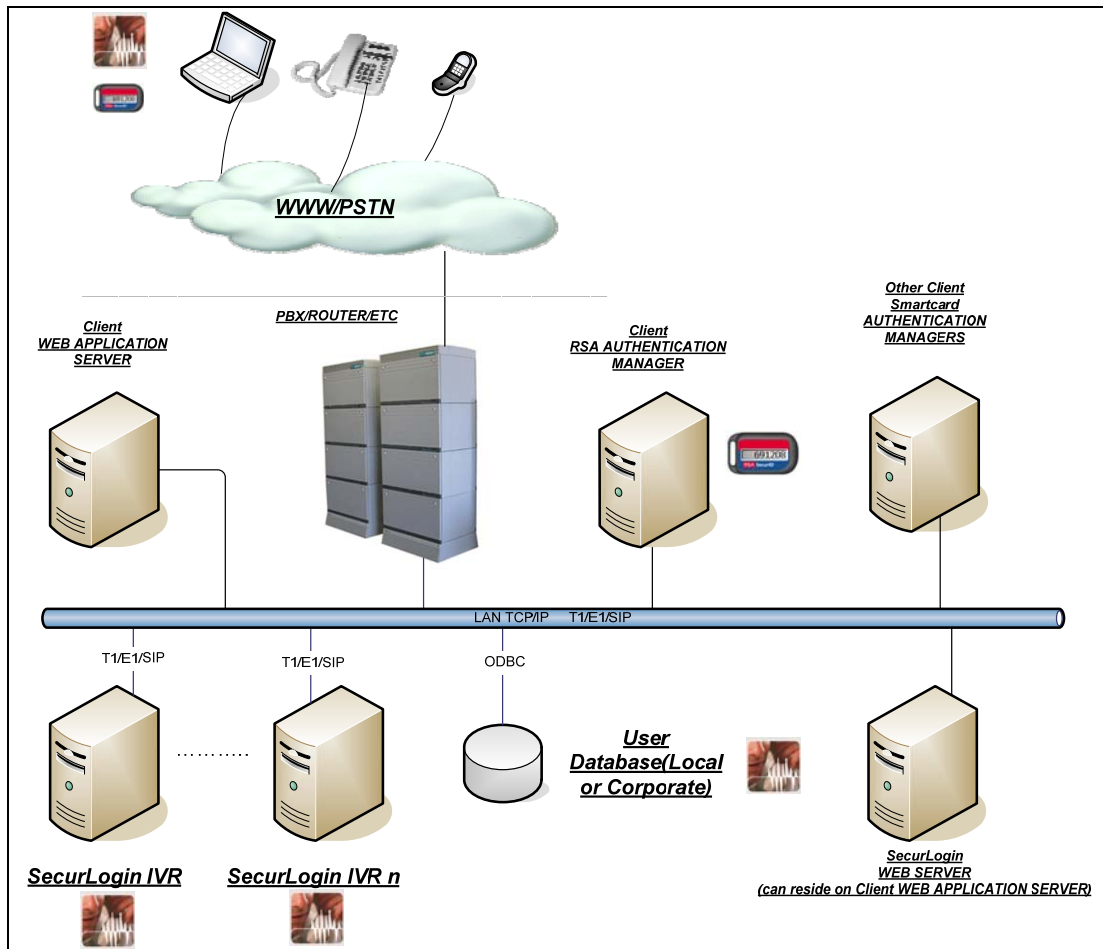 WWW/PSTN
PBX/ROUTER/ETC
Client
WEB APPLICATION
SERVER
Client
RSA AUTHENTICATION
MANAGER
Other Client
Smartcard
AUTHENTICATION
MANAGERS
691208
RSA SecurID
LAN TCP/IP T1/E1/SIP
T1/E1/SIP
T1/E1/SIP
ODBC
...........
User
Database(Local
or Corporate)
SecurLogin IVR
SecurLogin IVR n
SecurLogin
WEB SERVER
(can reside on Client WEB APPLICATION SERVER)